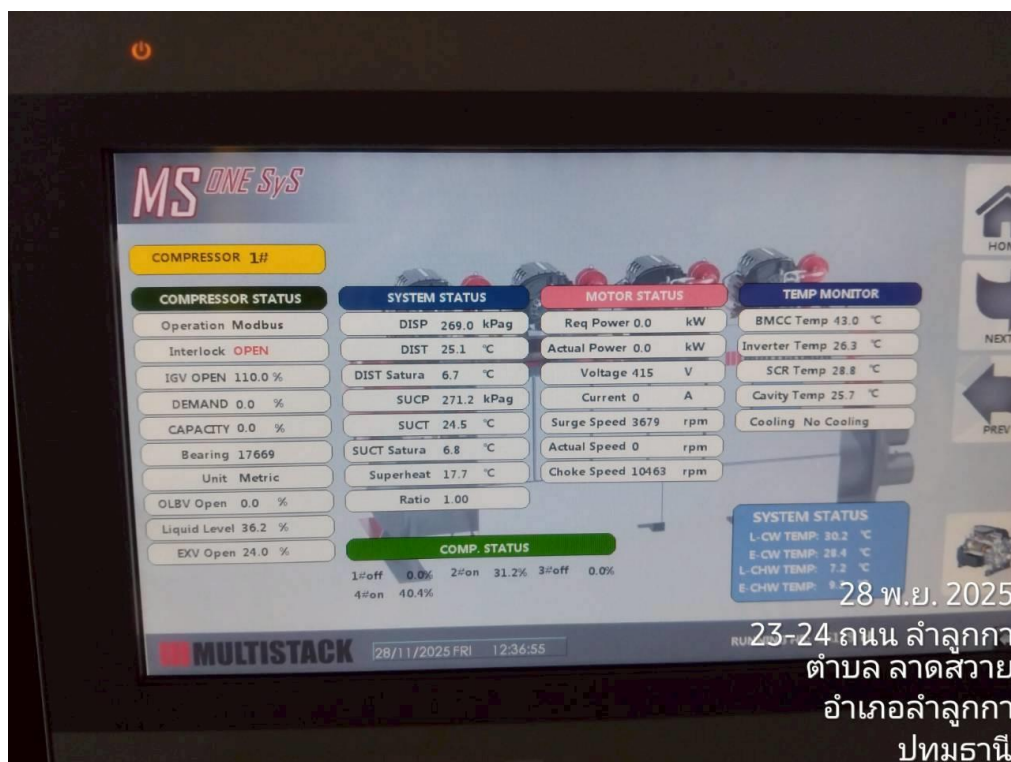 MS ONE SyS
COMPRESSOR 1#
COMPRESSOR STATUS
Operation Modbus
Interlock OPEN
IGV OPEN 110.0 %
DEMAND 0.0 %
CAPACITY 0.0 %
Bearing 17669
Unit Metric
OLBV Open 0.0 %
Liquid Level 36.2 %
EXV Open 24.0 %
SYSTEM STATUS
DISP 269.0 kPag
DIST 25.1 ℃
DIST Satura 6.7 ℃
SUCP 271.2 kPag
SUCT 24.5 ℃
SUCT Satura 6.8 ℃
Superheat 17.7 ℃
Ratio 1.00
MOTOR STATUS
Req Power 0.0 kW
Actual Power 0.0 kW
Voltage 415 V
Current 0 A
Surge Speed 3679 rpm
Actual Speed 0 rpm
Choke Speed 10463 rpm
TEMP MONITOR
BMCC Temp 43.0 ℃
Inverter Temp 26.3 ℃
SCR Temp 28.8 ℃
Cavity Temp 25.7 ℃
Cooling No Cooling
COMP. STATUS
1#off 0.0% 2#on 31.2% 3#off 0.0%
4#on 40.4%
SYSTEM STATUS
L-CW TEMP: 30.2 ℃
E-CW TEMP: 28.4 ℃
L-CHW TEMP: 7.2 ℃
E-CHW TEMP:
HOM
NEXT
PREV
MULTISTACK
28/11/2025 FRI 12:36:55
28 พ.ย. 2025
23-24 ถนน ลำลูกกา
ตำบล ลาดสวาย
อำเภอลำลูกกา
ปทุมธานี